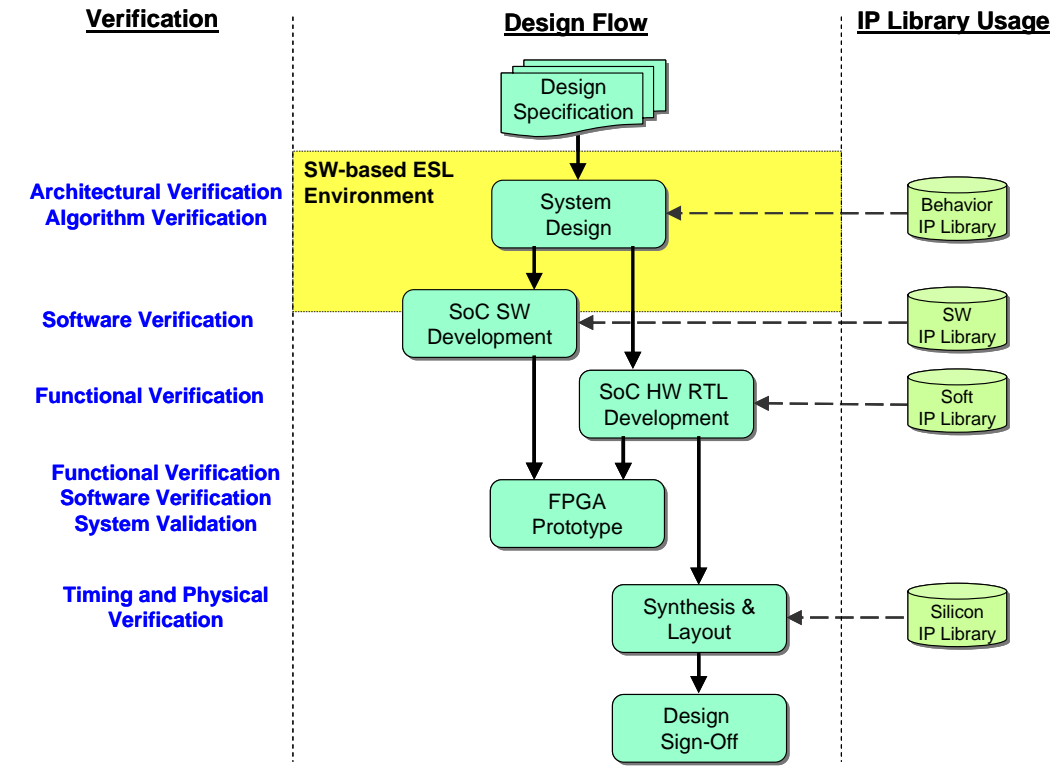 Verification
Design Flow
IP Library Usage
Design
Specification
SW-based ESL
Environment
Architectural Verification
Algorithm Verification
System
Design
Behavior
IP Library
Software Verification
SoC SW
Development
SW
IP Library
Functional Verification
SoC HW RTL
Development
Soft
IP Library
Functional Verification
Software Verification
System Validation
FPGA
Prototype
Timing and Physical
Verification
Synthesis &
Layout
Silicon
IP Library
Design
Sign-Off